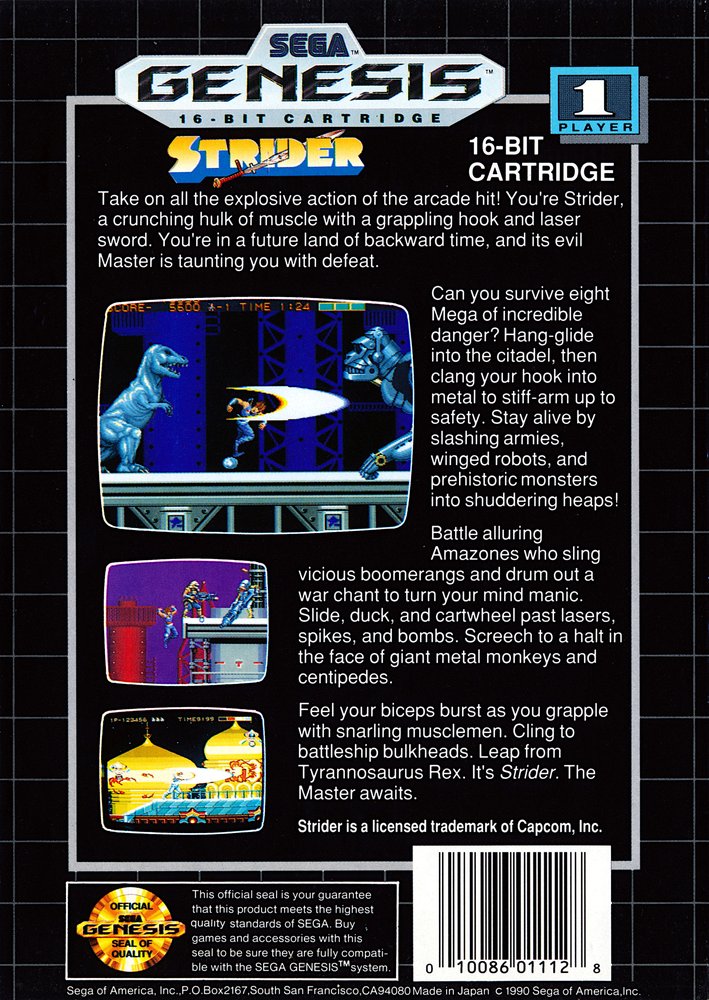 SEGA™
GENESIS™
16-BIT CARTRIDGE
1
PLAYER
STRIDER
16-BIT
CARTRIDGE
Take on all the explosive action of the arcade hit! You're Strider,
a crunching hulk of muscle with a grappling hook and laser
sword. You're in a future land of backward time, and its evil
Master is taunting you with defeat.
SCORE- 5600 -1 TIME 1:24
Can you survive eight
Mega of incredible
danger? Hang-glide
into the citadel, then
clang your hook into
metal to stiff-arm up to
safety. Stay alive by
slashing armies,
winged robots, and
prehistoric monsters
into shuddering heaps!
Battle alluring
Amazones who sling
vicious boomerangs and drum out a
war chant to turn your mind manic.
Slide, duck, and cartwheel past lasers,
spikes, and bombs. Screech to a halt in
the face of giant metal monkeys and
centipedes.
1P-123456 TIME9:99
Feel your biceps burst as you grapple
with snarling musclemen. Cling to
battleship bulkheads. Leap from
Tyrannosaurus Rex. It's Strider. The
Master awaits.
Strider is a licensed trademark of Capcom, Inc.
OFFICIAL
SEGA
GENESIS
SEAL OF
QUALITY
This official seal is your guarantee
that this product meets the highest
quality standards of SEGA. Buy
games and accessories with this
seal to be sure they are fully compati-
ble with the SEGA GENESIS™ system.
0 10086 01112 8
Sega of America, Inc.,P.O.Box2167,South San Francisco,CA94080 Made in Japan c 1990 Sega of America,Inc.